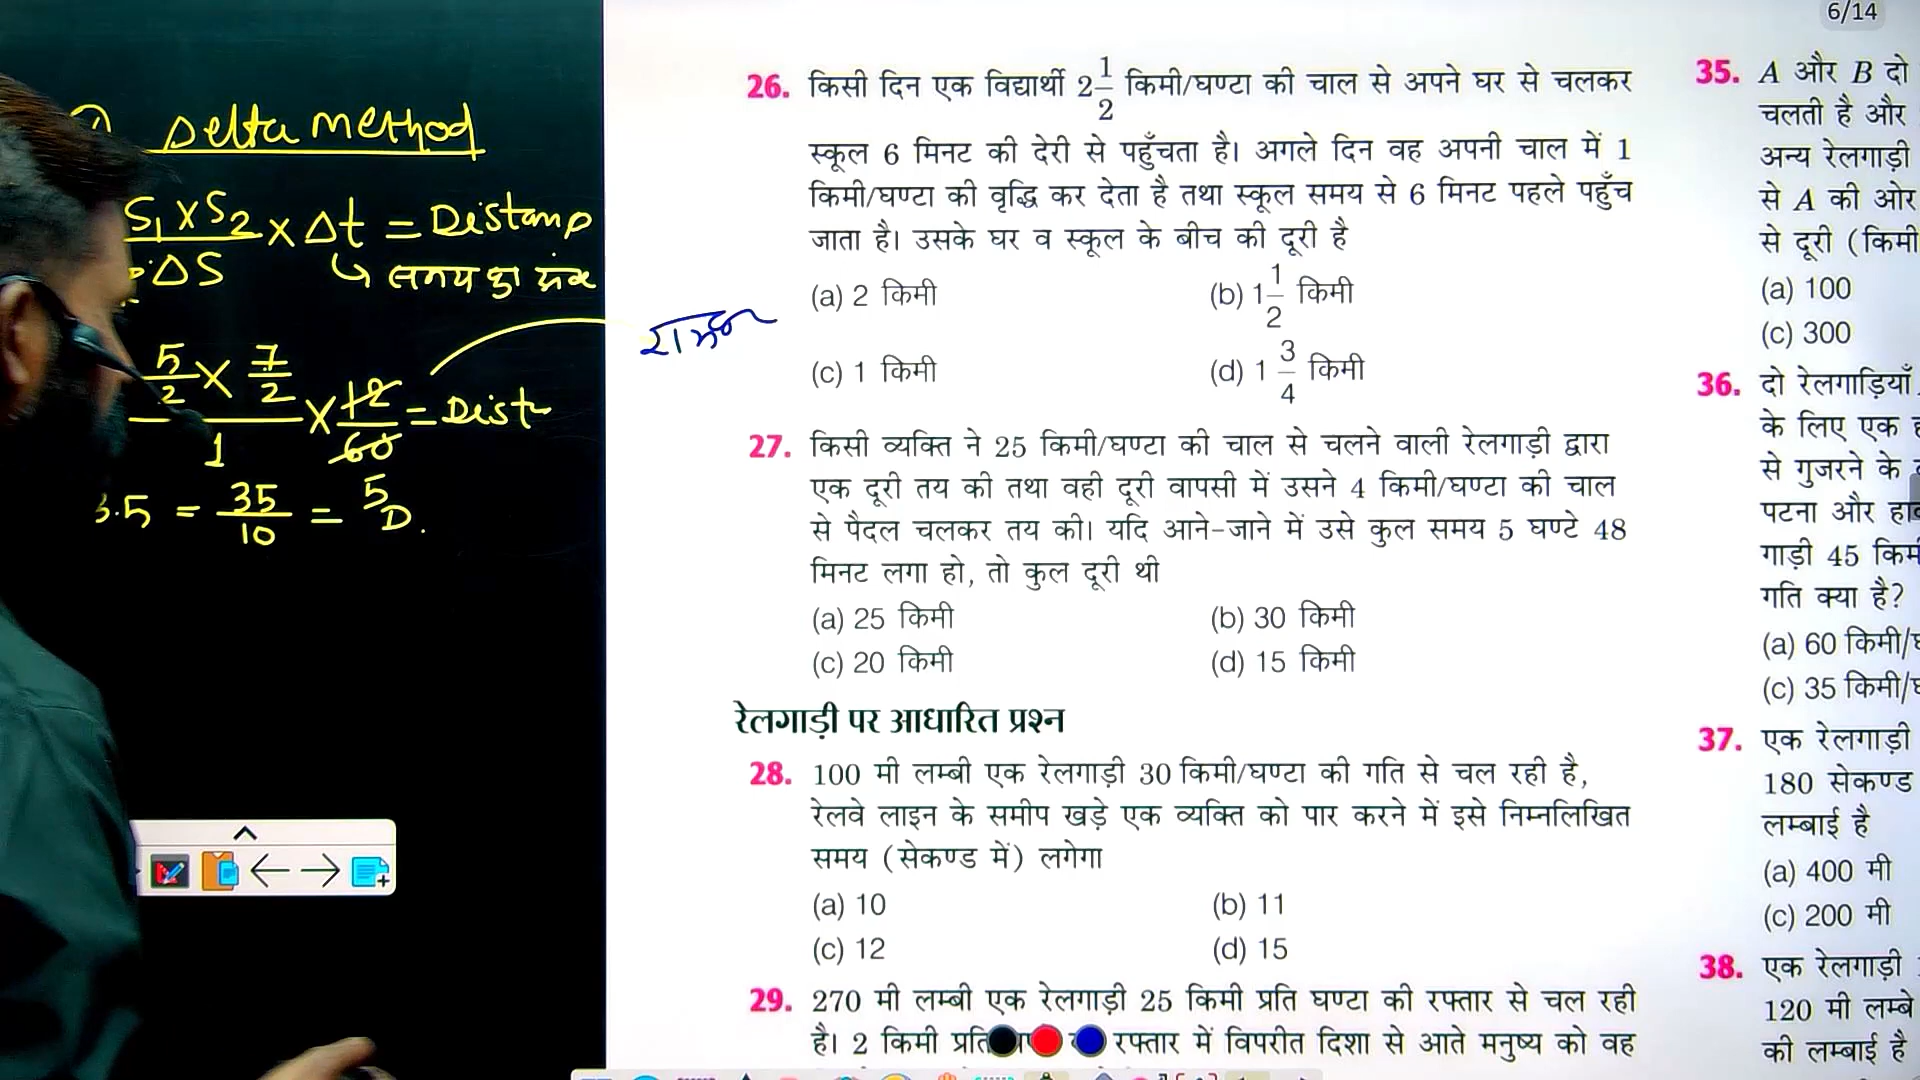 6/14
Delta method
S₁ x S₂ / ΔS x Δt = Distanc
↳ समय का अंतर
5/2 x 7/2 / 1 x 12/60 = Dist
3.5 = 35/10 = D.
5
26. किसी दिन एक विद्यार्थी 2 1/2 किमी/घण्टा की चाल से अपने घर से चलकर
स्कूल 6 मिनट की देरी से पहुँचता है। अगले दिन वह अपनी चाल में 1
किमी/घण्टा की वृद्धि कर देता है तथा स्कूल समय से 6 मिनट पहले पहुँच
जाता है। उसके घर व स्कूल के बीच की दूरी है
(a) 2 किमी (b) 1 1/2 किमी
(c) 1 किमी (d) 1 3/4 किमी
27. किसी व्यक्ति ने 25 किमी/घण्टा की चाल से चलने वाली रेलगाड़ी द्वारा
एक दूरी तय की तथा वही दूरी वापसी में उसने 4 किमी/घण्टा की चाल
से पैदल चलकर तय की। यदि आने-जाने में उसे कुल समय 5 घण्टे 48
मिनट लगा हो, तो कुल दूरी थी
(a) 25 किमी (b) 30 किमी
(c) 20 किमी (d) 15 किमी
रेलगाड़ी पर आधारित प्रश्न
28. 100 मी लम्बी एक रेलगाड़ी 30 किमी/घण्टा की गति से चल रही है,
रेलवे लाइन के समीप खड़े एक व्यक्ति को पार करने में इसे निम्नलिखित
समय (सेकण्ड में) लगेगा
(a) 10 (b) 11
(c) 12 (d) 15
29. 270 मी लम्बी एक रेलगाड़ी 25 किमी प्रति घण्टा की रफ्तार से चल रही
है। 2 किमी प्रति रफ्तार में विपरीत दिशा से आते मनुष्य को वह
35. A और B दो
चलती है और
अन्य रेलगाड़ी
से A की ओर
से दूरी (किमी
(a) 100
(c) 300
36. दो रेलगाड़ियाँ
के लिए एक
से गुजरने के
पटना और
गाड़ी 45 किमी
गति क्या है?
(a) 60 किमी/
(c) 35 किमी/
37. एक रेलगाड़ी
180 सेकण्ड
लम्बाई है
(a) 400 मी
(c) 200 मी
38. एक रेलगाड़ी
120 मी लम्बे
की लम्बाई है